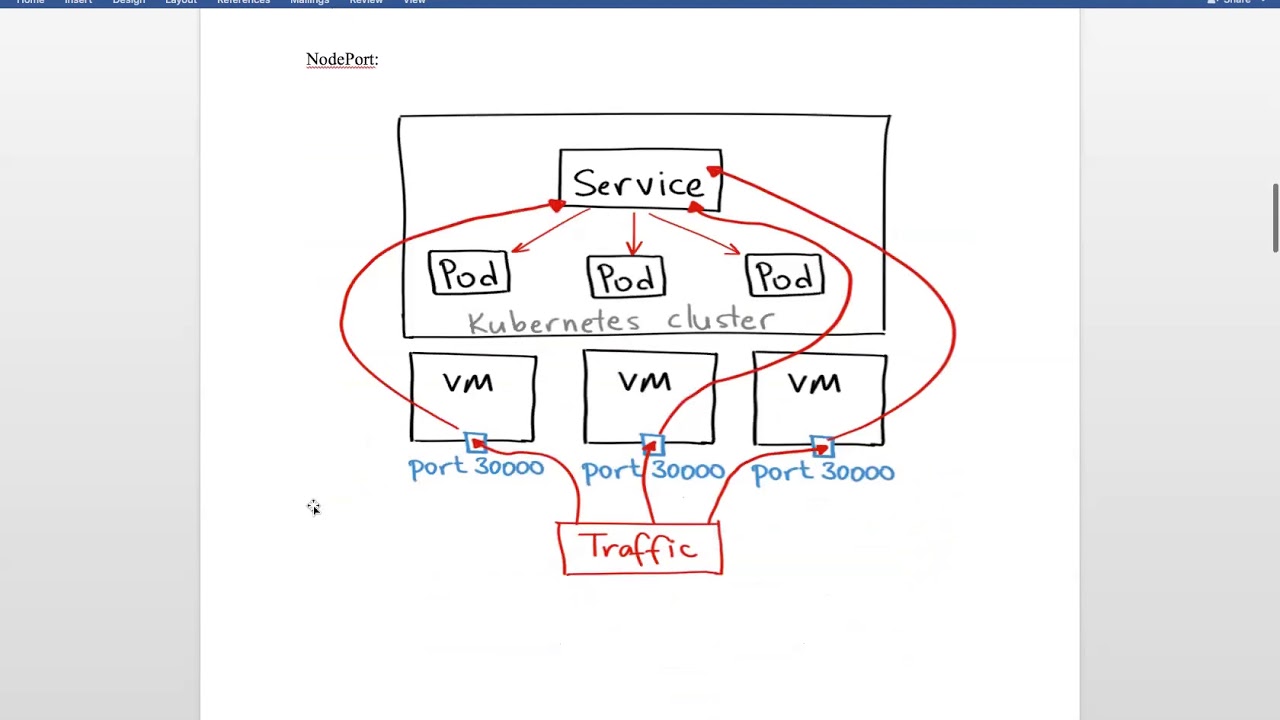 Home Insert Design Layout References Mailings Review View Share
NodePort:
Service
Pod Pod Pod
Kubernetes cluster
VM VM VM
port 30000 port 30000 port 30000
Traffic